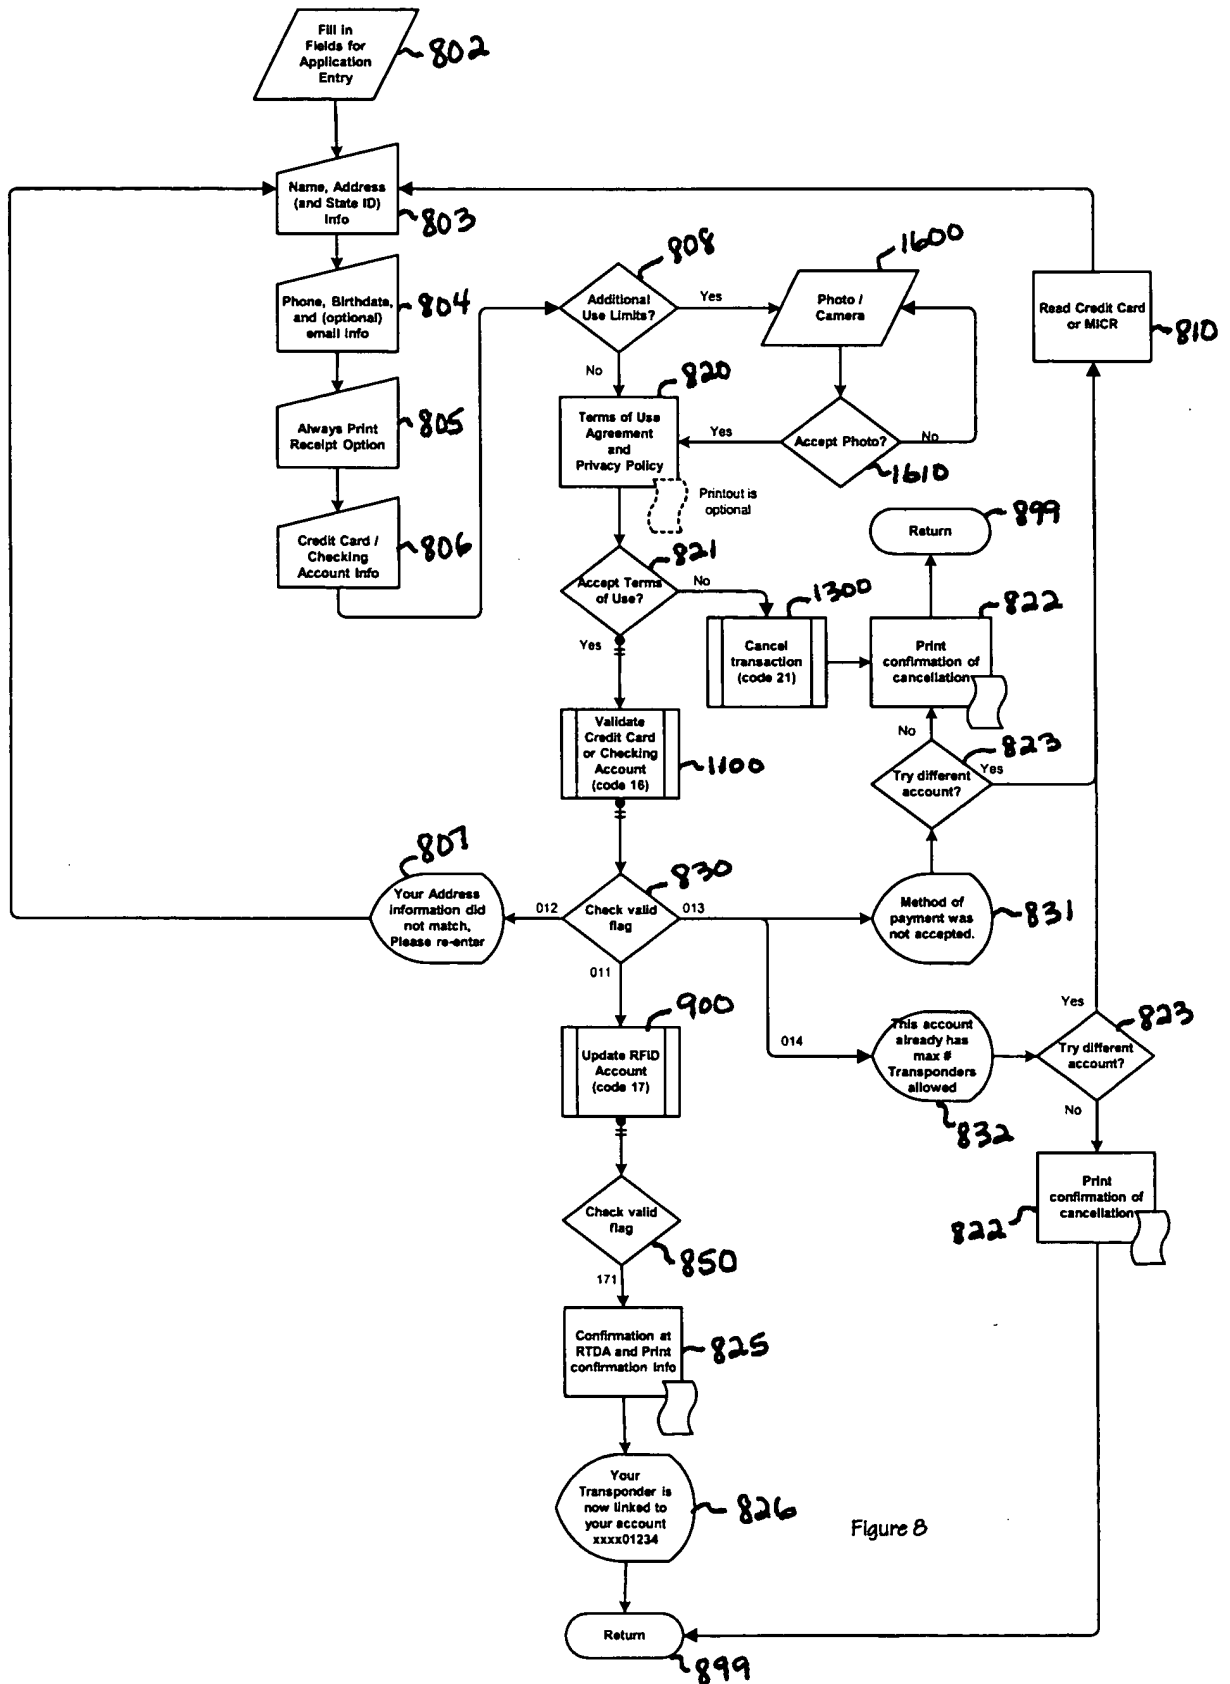 Fill in
Fields for
Application
Entry
802
Name, Address
(and State ID)
Info
803
Phone, Birthdate,
and (optional)
email info
804
Always Print
Receipt Option
805
Credit Card /
Checking
Account Info
806
Additional
Use Limits?
808
Yes
No
Photo /
Camera
1600
Read Credit Card
or MICR
810
Terms of Use
Agreement
and
Privacy Policy
820
Printout is
optional
Yes
Accept Photo?
No
1610
Return
899
Accept Terms
of Use?
821
No
Yes
Cancel
transaction
(code 21)
1300
Print
confirmation of
cancellation
822
No
Validate
Credit Card
or Checking
Account
(code 16)
1100
Try different
account?
823
Yes
Your Address
information did
not match,
Please re-enter
807
012
Check valid
flag
830
013
011
Method of
payment was
not accepted.
831
Update RFID
Account
(code 17)
900
014
This account
already has
max #
Transponders
allowed
832
Yes
Try different
account?
823
No
Print
confirmation of
cancellation
822
Check valid
flag
850
171
Confirmation at
RTDA and Print
confirmation info
825
Your
Transponder is
now linked to
your account
xxxx01234
826
Figure 8
Return
899